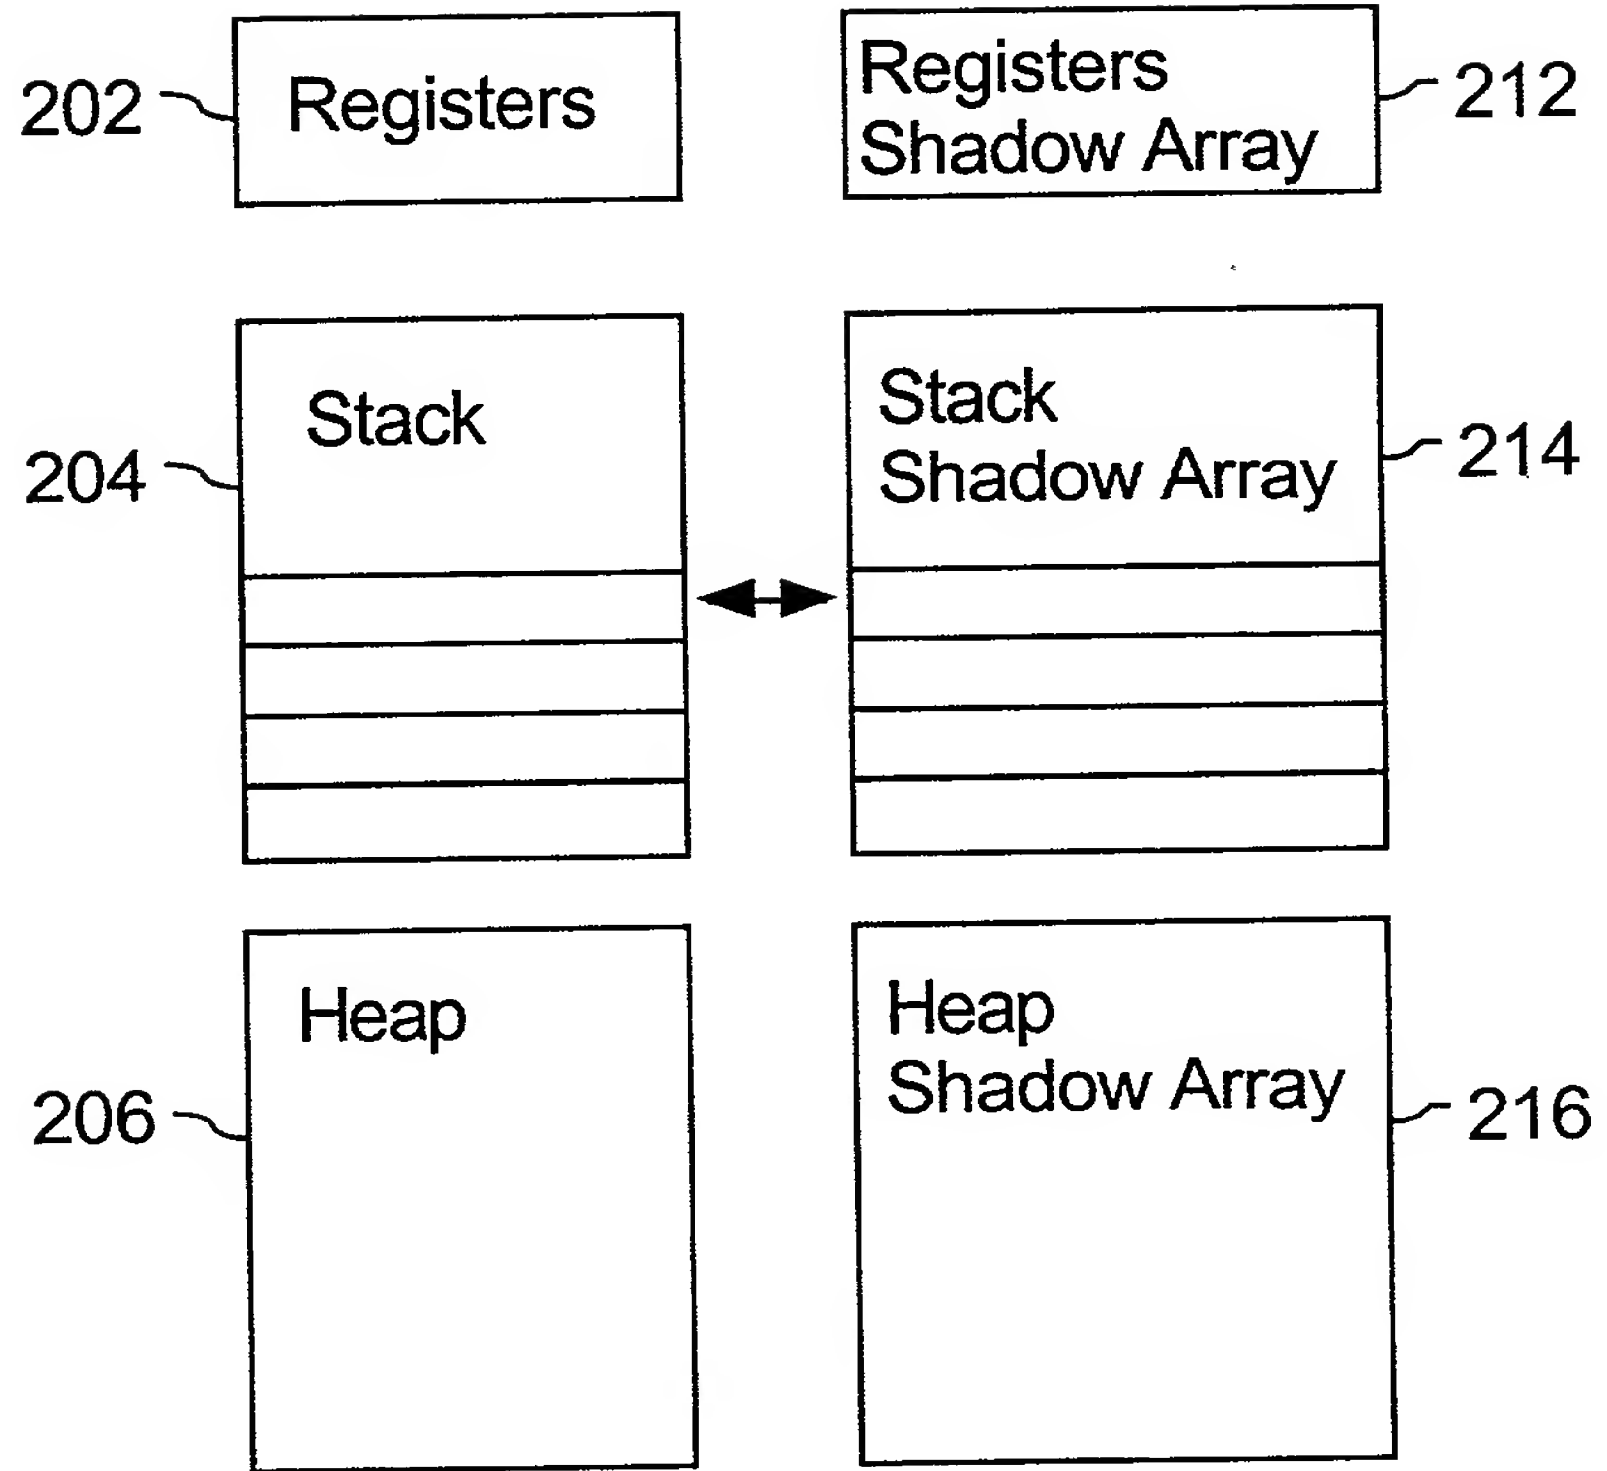 202
Registers
Registers
Shadow Array
212
204
Stack
Stack
Shadow Array
214
206
Heap
Heap
Shadow Array
216